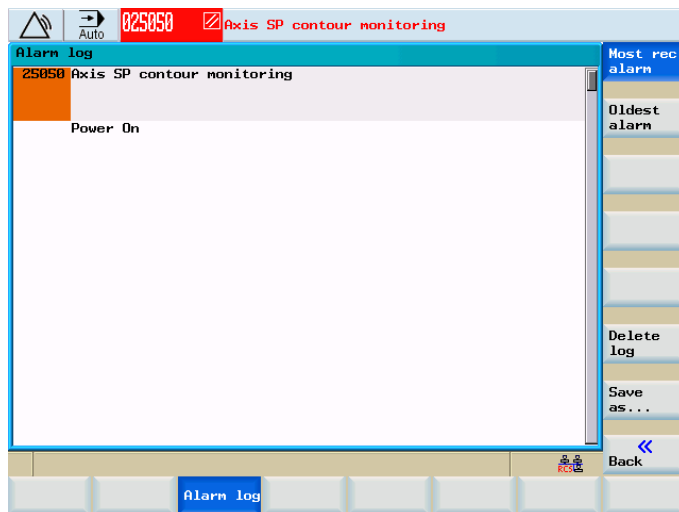 Auto
025050
Axis SP contour monitoring
Alarm log
25050 Axis SP contour monitoring
Power On
Most rec
alarm
Oldest
alarm
Delete
log
Save
as...
Back
RCS
Alarm log